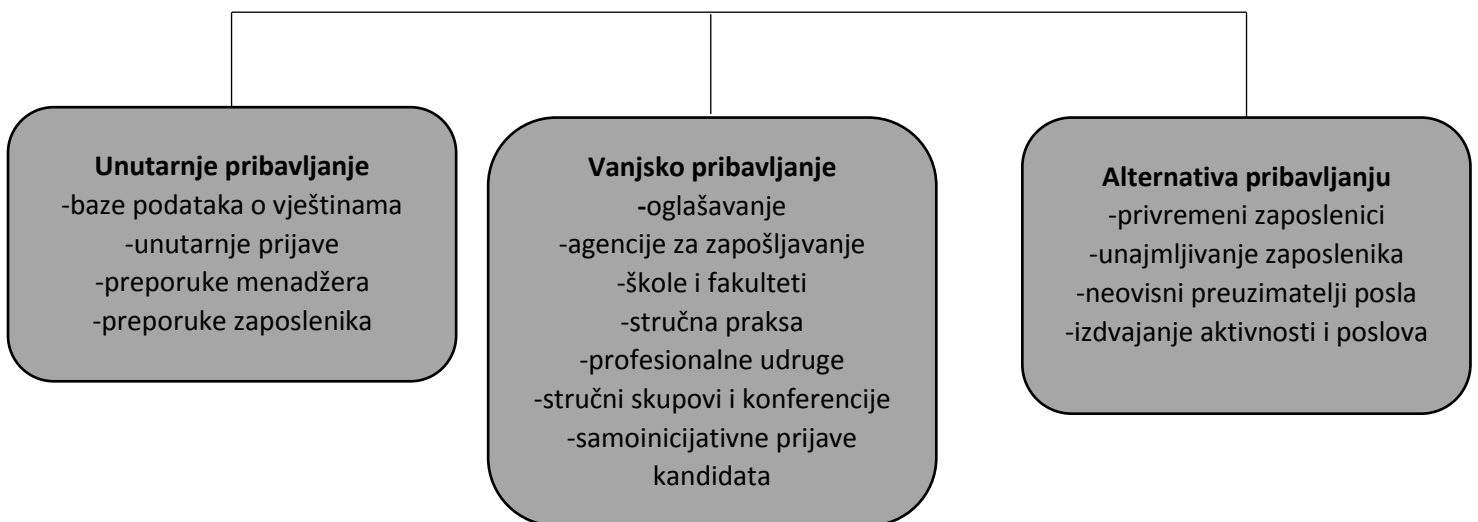 Unutarnje pribavljanje
-baze podataka o vještinama
-unutarnje prijave
-preporuke menadžera
-preporuke zaposlenika
Vanjsko pribavljanje
-oglašavanje
-agencije za zapošljavanje
-škole i fakulteti
-stručna praksa
-profesionalne udruge
-stručni skupovi i konferencije
-samoinicijativne prijave
kandidata
Alternativa pribavljanju
-privremeni zaposlenici
-unajmljivanje zaposlenika
-neovisni preuzimatelji posla
-izdvajanje aktivnosti i poslova